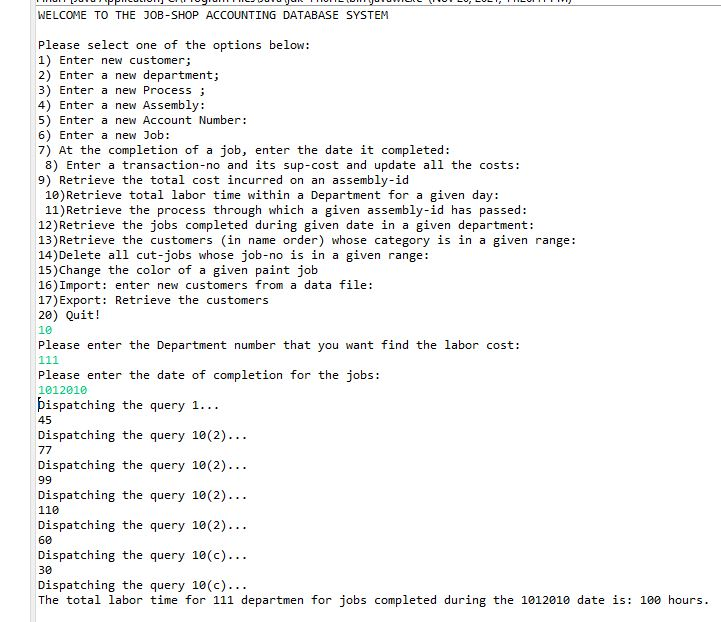 WELCOME TO THE JOB-SHOP ACCOUNTING DATABASE SYSTEM
Please select one of the options below:
1) Enter new customer;
2) Enter a new department;
3) Enter a new Process ;
4) Enter a new Assembly:
5) Enter a new Account Number:
6) Enter a new Job:
7) At the completion of a job, enter the date it completed:
8) Enter a transaction-no and its sup-cost and update all the costs:
9) Retrieve the total cost incurred on an assembly-id
10)Retrieve total labor time within a Department for a given day:
11)Retrieve the process through which a given assembly-id has passed:
12)Retrieve the jobs completed during given date in a given department:
13)Retrieve the customers (in name order) whose category is in a given range:
14)Delete all cut-jobs whose job-no is in a given range:
15)Change the color of a given paint job
16)Import: enter new customers from a data file:
17)Export: Retrieve the customers
20) Quit!
10
Please enter the Department number that you want find the labor cost:
111
Please enter the date of completion for the jobs:
1012010
Dispatching the query 1...
45
Dispatching the query 10(2)...
77
Dispatching the query 10(2)...
99
Dispatching the query 10(2)...
110
Dispatching the query 10(2)...
60
Dispatching the query 10(c)...
30
Dispatching the query 10(c)...
The total labor time for 111 departmen for jobs completed during the 1012010 date is: 100 hours.